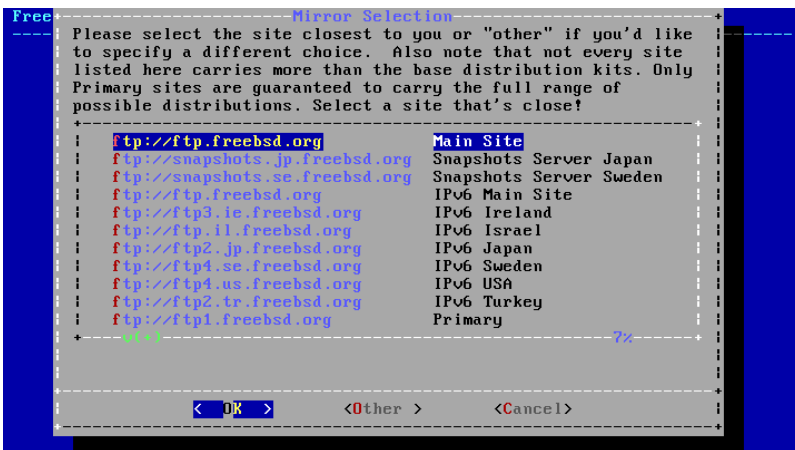 Free
Mirror Selection
Please select the site closest to you or "other" if you'd like
to specify a different choice.  Also note that not every site
listed here carries more than the base distribution kits. Only
Primary sites are guaranteed to carry the full range of
possible distributions. Select a site that's close!
ftp://ftp.freebsd.org Main Site
ftp://snapshots.jp.freebsd.org Snapshots Server Japan
ftp://snapshots.se.freebsd.org Snapshots Server Sweden
ftp://ftp.freebsd.org IPv6 Main Site
ftp://ftp3.ie.freebsd.org IPv6 Ireland
ftp://ftp.il.freebsd.org IPv6 Israel
ftp://ftp2.jp.freebsd.org IPv6 Japan
ftp://ftp4.se.freebsd.org IPv6 Sweden
ftp://ftp4.us.freebsd.org IPv6 USA
ftp://ftp2.tr.freebsd.org IPv6 Turkey
ftp://ftp1.freebsd.org Primary
v(+) 7%
<  OK  > <Other > <Cancel>